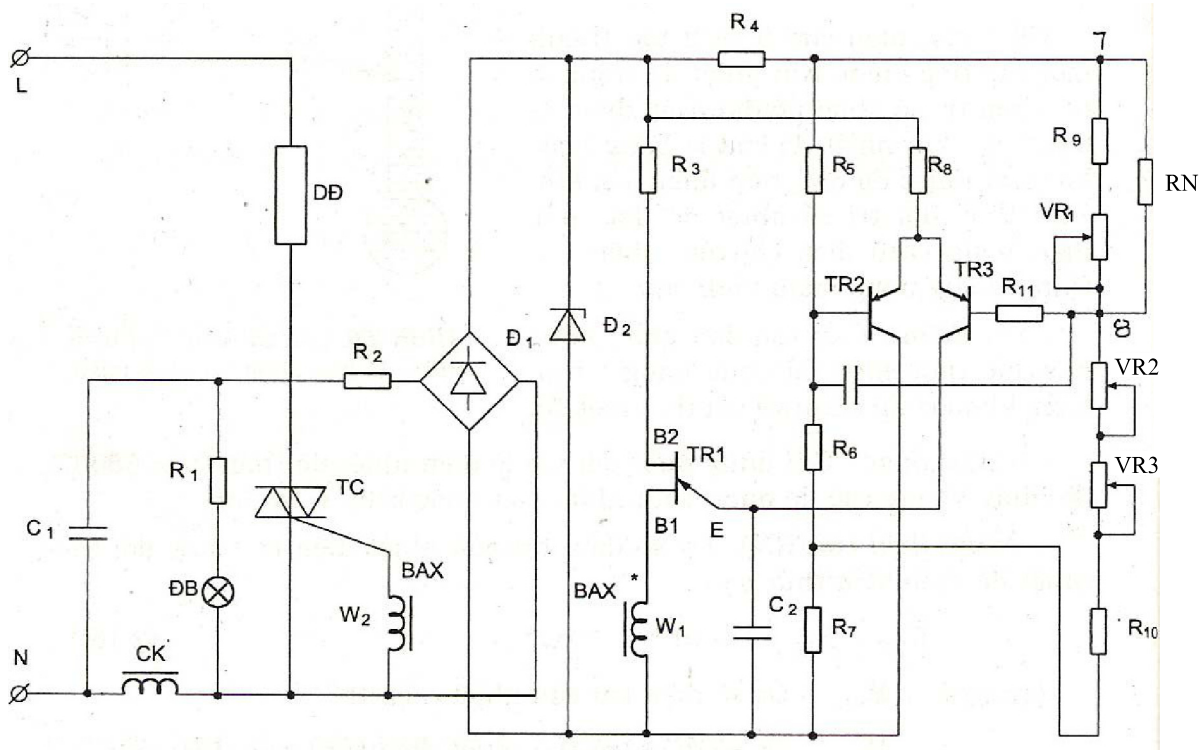 R4
7
L
R3
R5
R8
R9
RN
DĐ
VR1
TR2
TR3
R11
8
Đ1
Đ2
R2
VR2
B2
TR1
R6
VR3
R1
TC
C1
B1
E
BAX
BAX *
ĐB
W2
W1
C2
R7
R10
N
CK